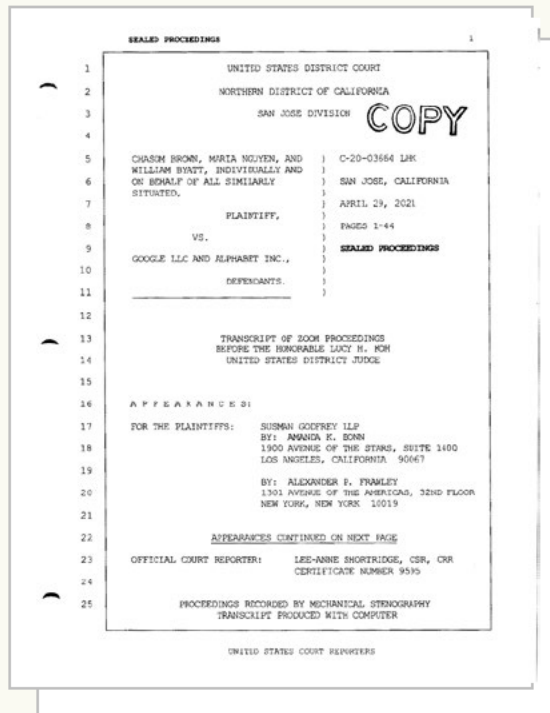 SEALED PROCEEDINGS 1
1 UNITED STATES DISTRICT COURT
2 NORTHERN DISTRICT OF CALIFORNIA
3 SAN JOSE DIVISION COPY
4
5 CHASOM BROWN, MARIA NGUYEN, AND ) C-20-03664 LHK
WILLIAM BYATT, INDIVIDUALLY AND )
6 ON BEHALF OF ALL SIMILARLY ) SAN JOSE, CALIFORNIA
SITUATED, )
7 ) APRIL 29, 2021
PLAINTIFF, )
8 ) PAGES 1-44
VS. )
9 ) SEALED PROCEEDINGS
GOOGLE LLC AND ALPHABET INC., )
10 )
DEFENDANTS. )
11 )
12
13 TRANSCRIPT OF ZOOM PROCEEDINGS
BEFORE THE HONORABLE LUCY H. KOH
14 UNITED STATES DISTRICT JUDGE
15
16 A P P E A R A N C E S:
17 FOR THE PLAINTIFFS: SUSMAN GODFREY LLP
BY: AMANDA K. BONN
18 1900 AVENUE OF THE STARS, SUITE 1400
LOS ANGELES, CALIFORNIA 90067
19
BY: ALEXANDER P. FRAWLEY
20 1301 AVENUE OF THE AMERICAS, 32ND FLOOR
NEW YORK, NEW YORK 10019
21
22 APPEARANCES CONTINUED ON NEXT PAGE
23 OFFICIAL COURT REPORTER: LEE-ANNE SHORTRIDGE, CSR, CRR
CERTIFICATE NUMBER 9595
24
25 PROCEEDINGS RECORDED BY MECHANICAL STENOGRAPHY
TRANSCRIPT PRODUCED WITH COMPUTER
UNITED STATES COURT REPORTERS